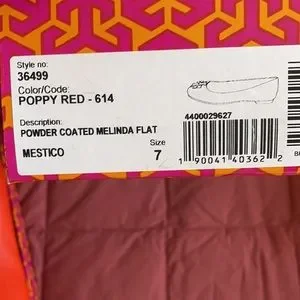 Style no:
36499
Color/Code:
POPPY RED - 614
Description:
POWDER COATED MELINDA FLAT
MESTICO
Size
7
4400029627
1 90041 40362 2